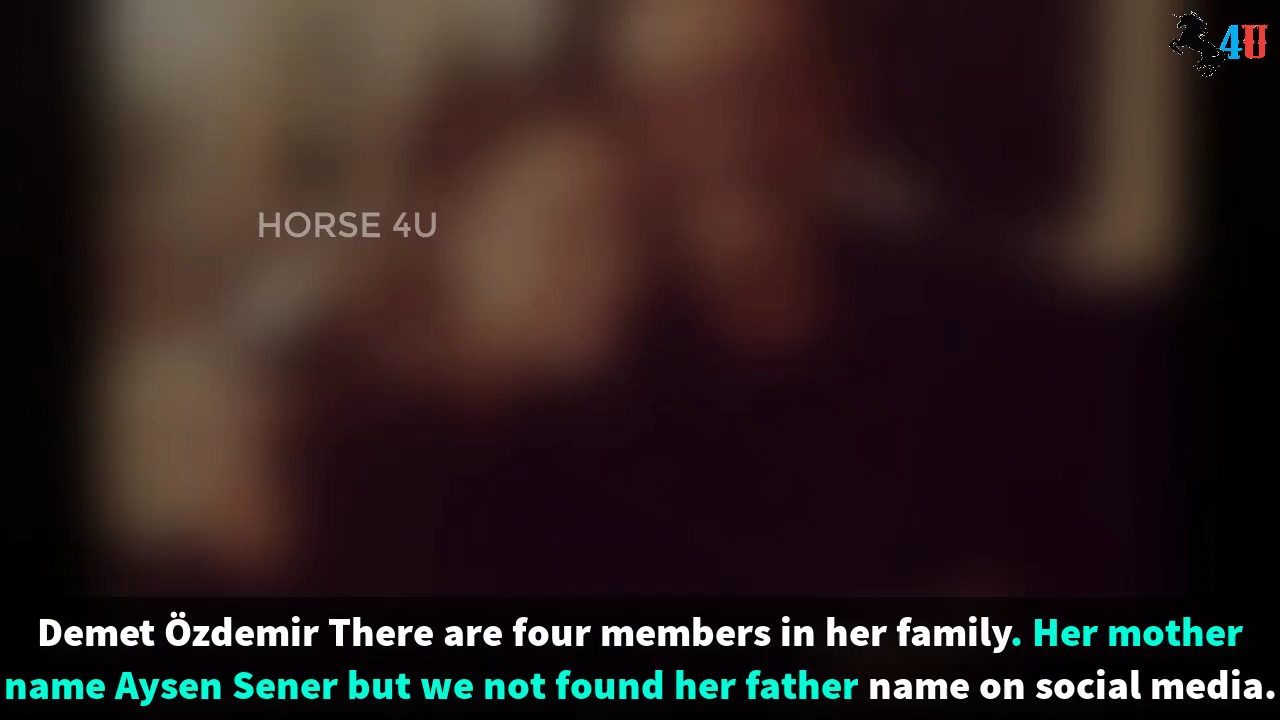 4U
HORSE 4U
Demet Özdemir There are four members in her family. Her mother
name Aysen Sener but we not found her father name on social media.